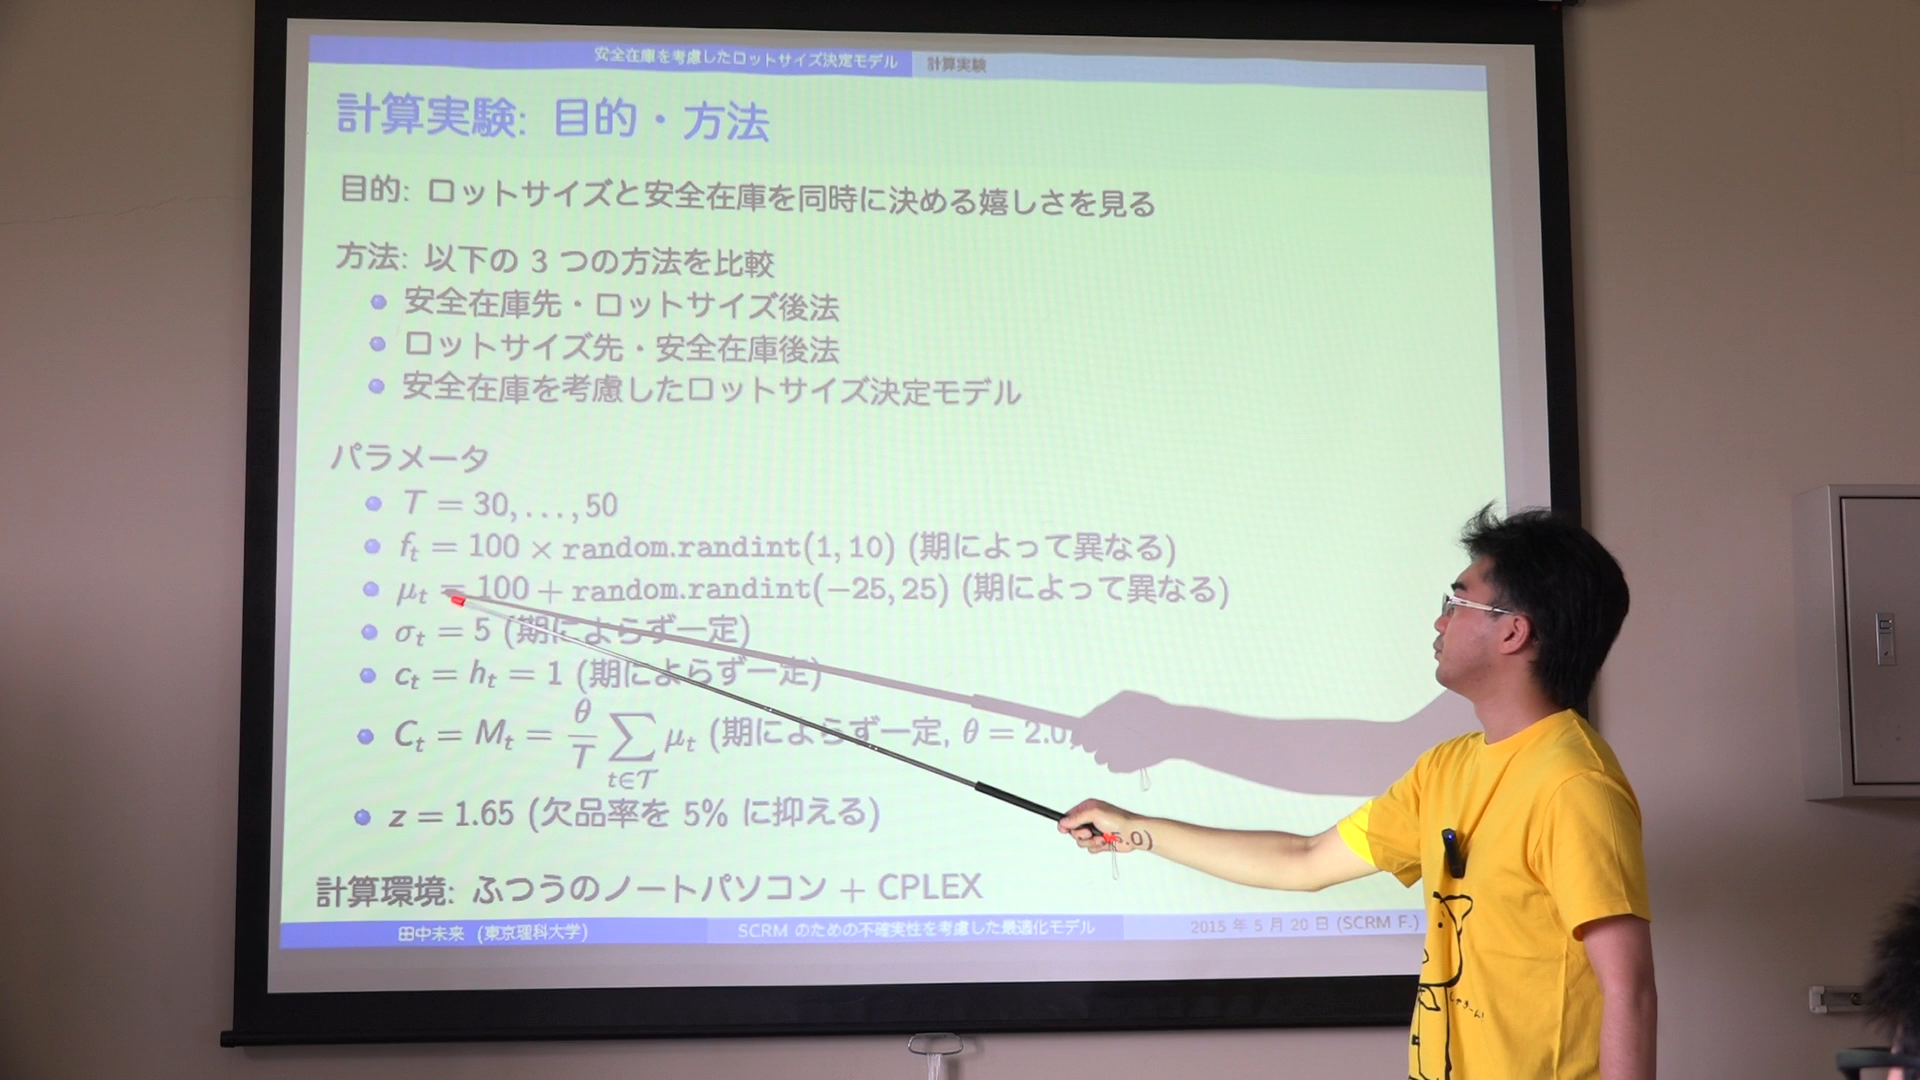 安全在庫を考慮したロットサイズ決定モデル 計算実験
計算実験: 目的・方法
目的: ロットサイズと安全在庫を同時に決める嬉しさを見る
方法: 以下の 3 つの方法を比較
安全在庫先・ロットサイズ後法
ロットサイズ先・安全在庫後法
安全在庫を考慮したロットサイズ決定モデル
パラメータ
T = 30, . . . , 50
f_t = 100 × random.randint(1, 10) (期によって異なる)
μ_t = 100 + random.randint(−25, 25) (期によって異なる)
σ_t = 5 (期によらず一定)
c_t = h_t = 1 (期によらず一定)
C_t = M_t = θ/T ∑_{t∈T} μ_t (期によらず一定, θ = 2.0, 5.0)
z = 1.65 (欠品率を 5% に抑える)
計算環境: ふつうのノートパソコン + CPLEX
田中未来 (東京理科大学) SCRM のための不確実性を考慮した最適化モデル 2015 年 5 月 20 日 (SCRM F.)